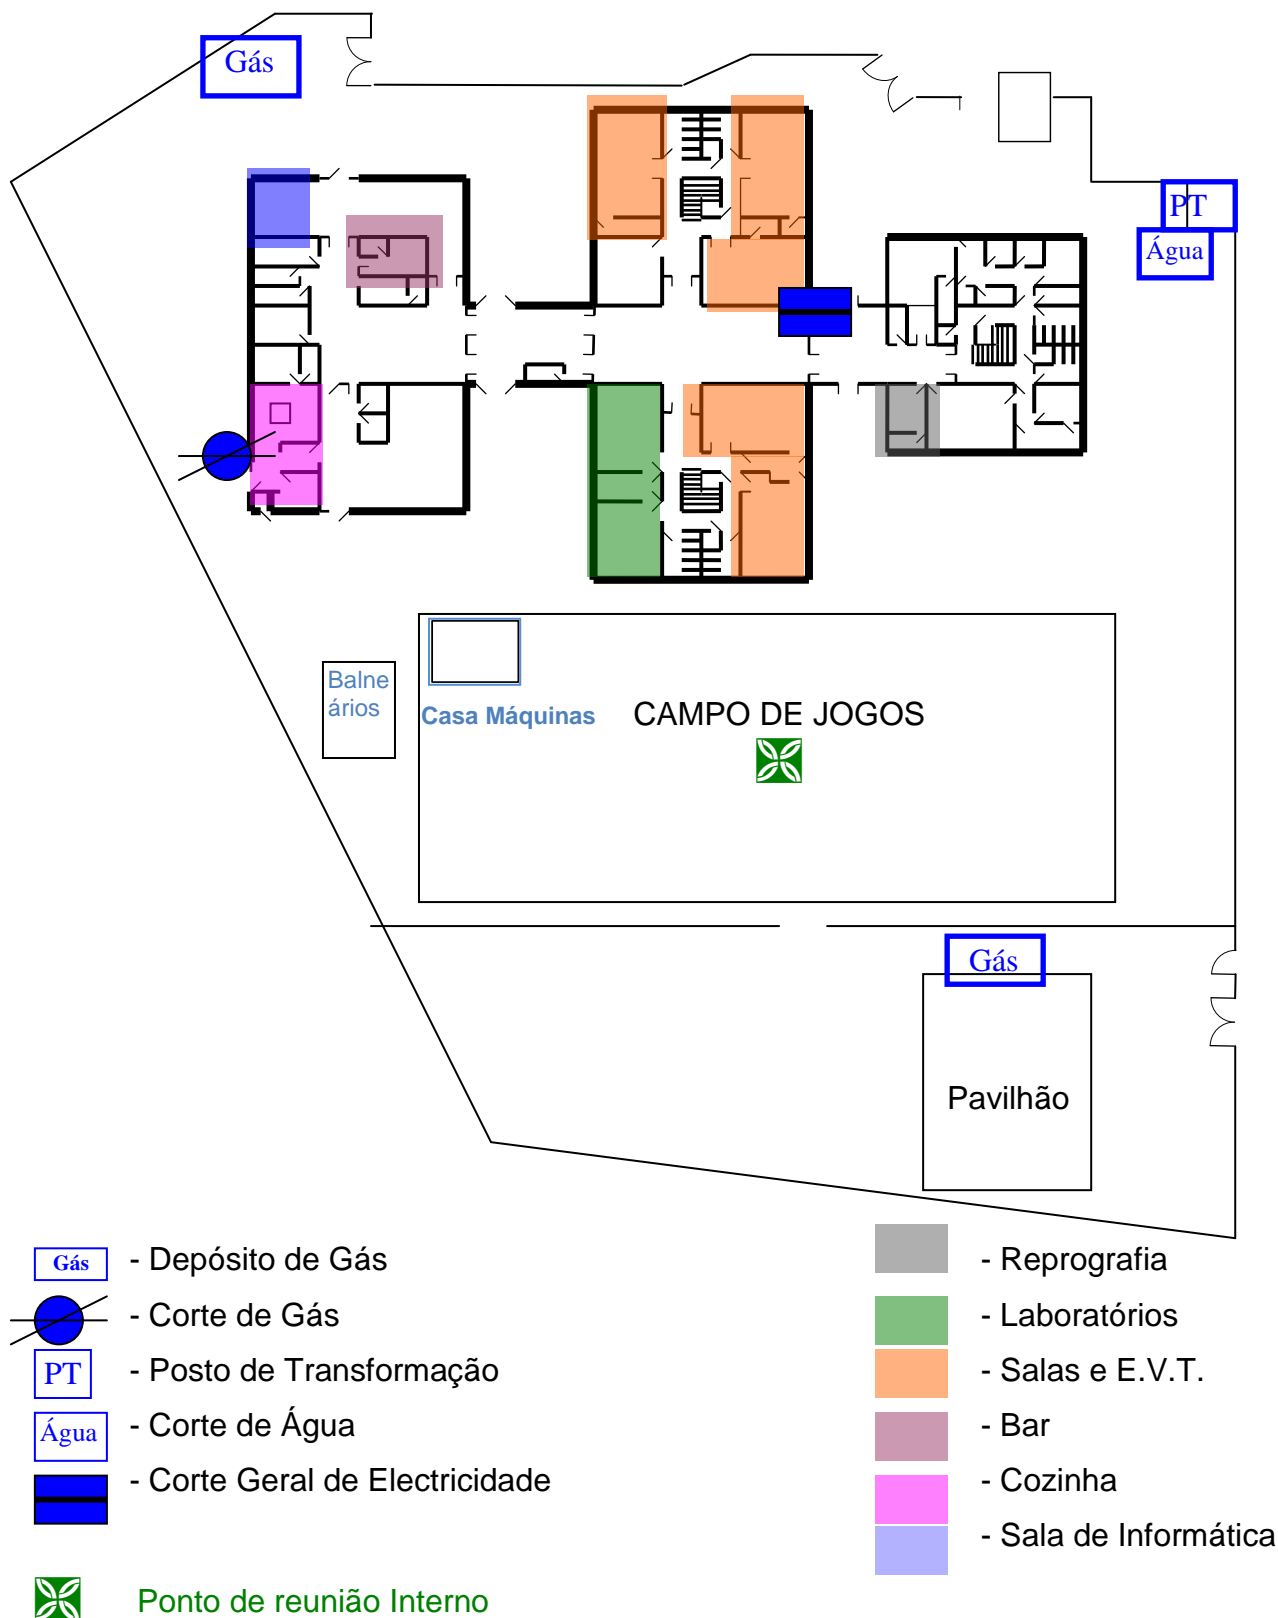 Gás
PT
Água
Balne
ários
Casa Máquinas
CAMPO DE JOGOS
Gás
Pavilhão
Gás - Depósito de Gás
- Corte de Gás
PT - Posto de Transformação
Água - Corte de Água
- Corte Geral de Electricidade
Ponto de reunião Interno
- Reprografia
- Laboratórios
- Salas e E.V.T.
- Bar
- Cozinha
- Sala de Informática